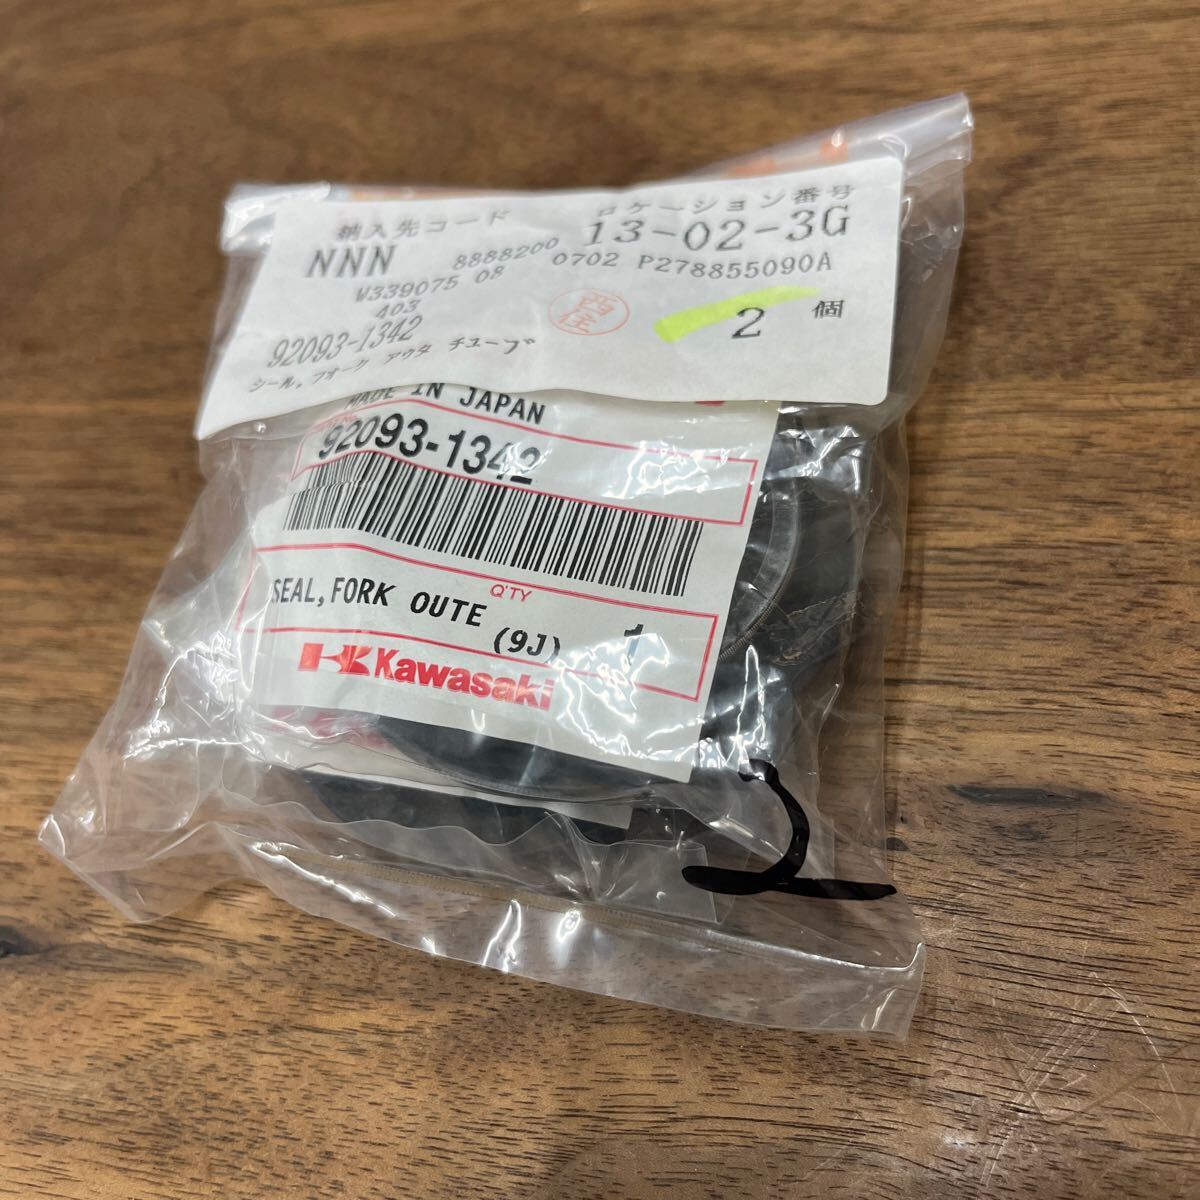 納入先コード ロケーション番号
NNN 8888200 13-02-3G
W339075 08 0702 P278855090A
403
92093-1342 2 個
シール,フオーク アウタ チユーブ
MADE IN JAPAN
92093-1342
Q'TY
SEAL,FORK OUTE
(9J) 1
Kawasaki